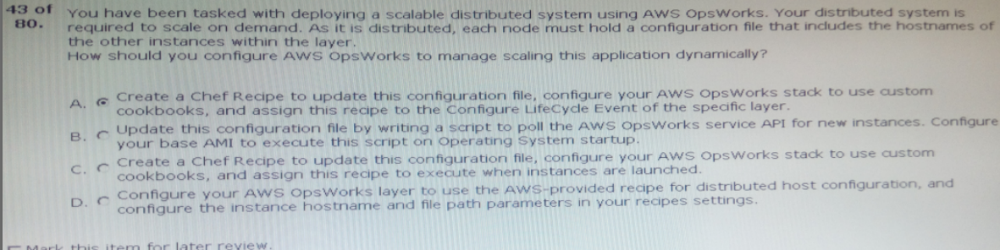 43 of 80.
You have been tasked with deploying a scalable distributed system using AWS OpsWorks. Your distributed system is
required to scale on demand. As it is distributed, each node must hold a configuration file that includes the hostnames of
the other instances within the layer.
How should you configure AWS OpsWorks to manage scaling this application dynamically?
A. Create a Chef Recipe to update this configuration file, configure your AWS OpsWorks stack to use custom
cookbooks, and assign this recipe to the Configure LifeCycle Event of the specific layer.
B. Update this configuration file by writing a script to poll the AWS OpsWorks service API for new instances. Configure
your base AMI to execute this script on Operating System startup.
C. Create a Chef Recipe to update this configuration file, configure your AWS OpsWorks stack to use custom
cookbooks, and assign this recipe to execute when instances are launched.
D. Configure your AWS OpsWorks layer to use the AWS-provided recipe for distributed host configuration, and
configure the instance hostname and file path parameters in your recipes settings.
Mark this item for later review.